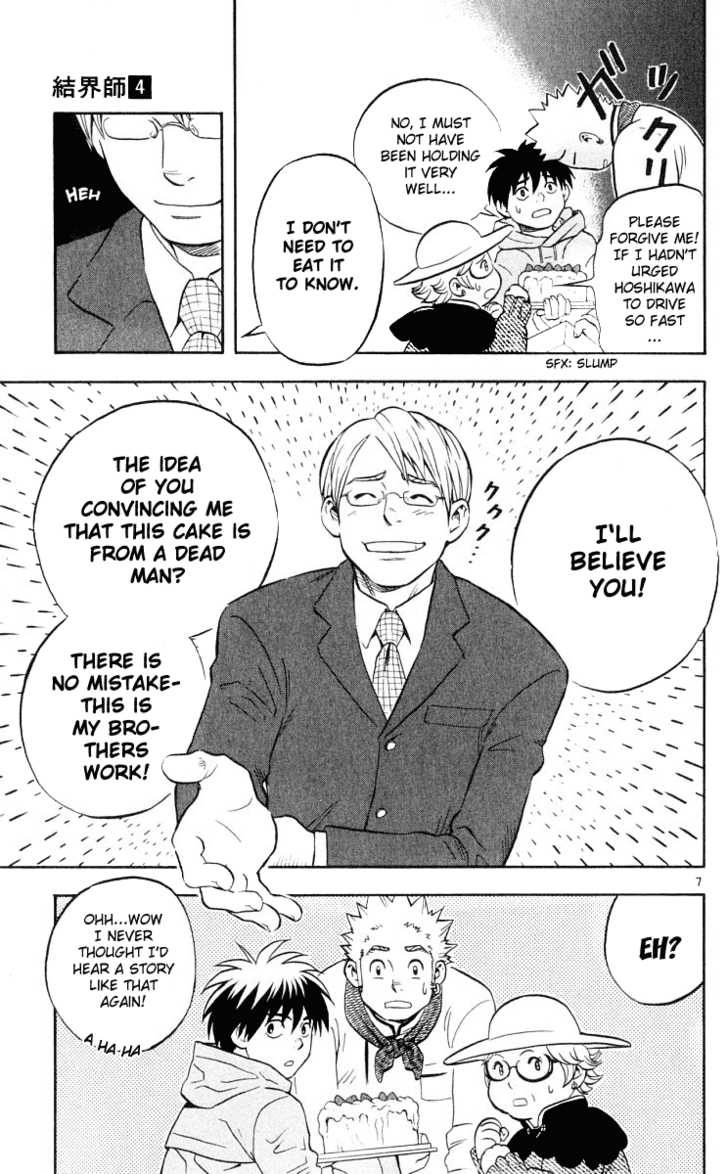 結界師 4
ガ
クリッ
PLEASE
FORGIVE ME!
IF I HADN'T
URGED
HOSHIKAWA
TO DRIVE
SO FAST
...
NO, I MUST
NOT HAVE
BEEN HOLDING
IT VERY
WELL...
SFX: SLUMP
I DON'T
NEED TO
EAT IT
TO KNOW.
HEH
I'LL
BELIEVE
YOU!
クククッ
THE IDEA
OF YOU
CONVINCING ME
THAT THIS CAKE IS
FROM A DEAD
MAN?
THERE IS
NO MISTAKE-
THIS IS
MY BRO-
THERS
WORK!
7
EH?
OHH...WOW
I NEVER
THOUGHT I'D
HEAR A STORY
LIKE THAT
AGAIN!
A HA HA